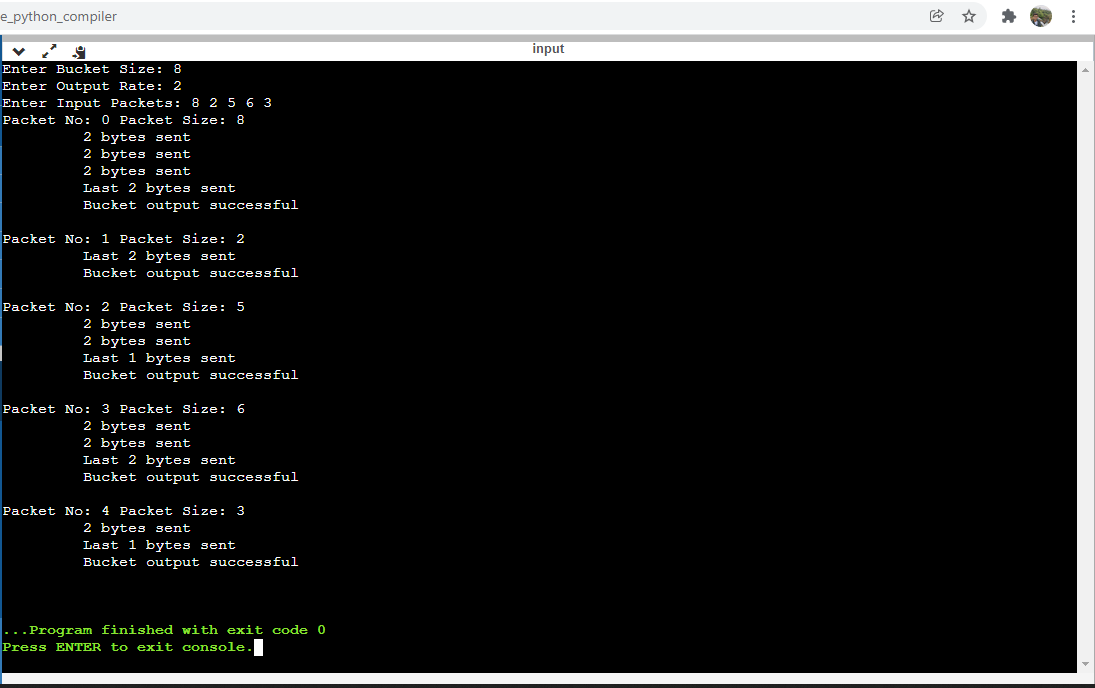 e_python_compiler
input
Enter Bucket Size: 8
Enter Output Rate: 2
Enter Input Packets: 8 2 5 6 3
Packet No: 0 Packet Size: 8
2 bytes sent
2 bytes sent
2 bytes sent
Last 2 bytes sent
Bucket output successful
Packet No: 1 Packet Size: 2
Last 2 bytes sent
Bucket output successful
Packet No: 2 Packet Size: 5
2 bytes sent
2 bytes sent
Last 1 bytes sent
Bucket output successful
Packet No: 3 Packet Size: 6
2 bytes sent
2 bytes sent
Last 2 bytes sent
Bucket output successful
Packet No: 4 Packet Size: 3
2 bytes sent
Last 1 bytes sent
Bucket output successful
...Program finished with exit code 0
Press ENTER to exit console.